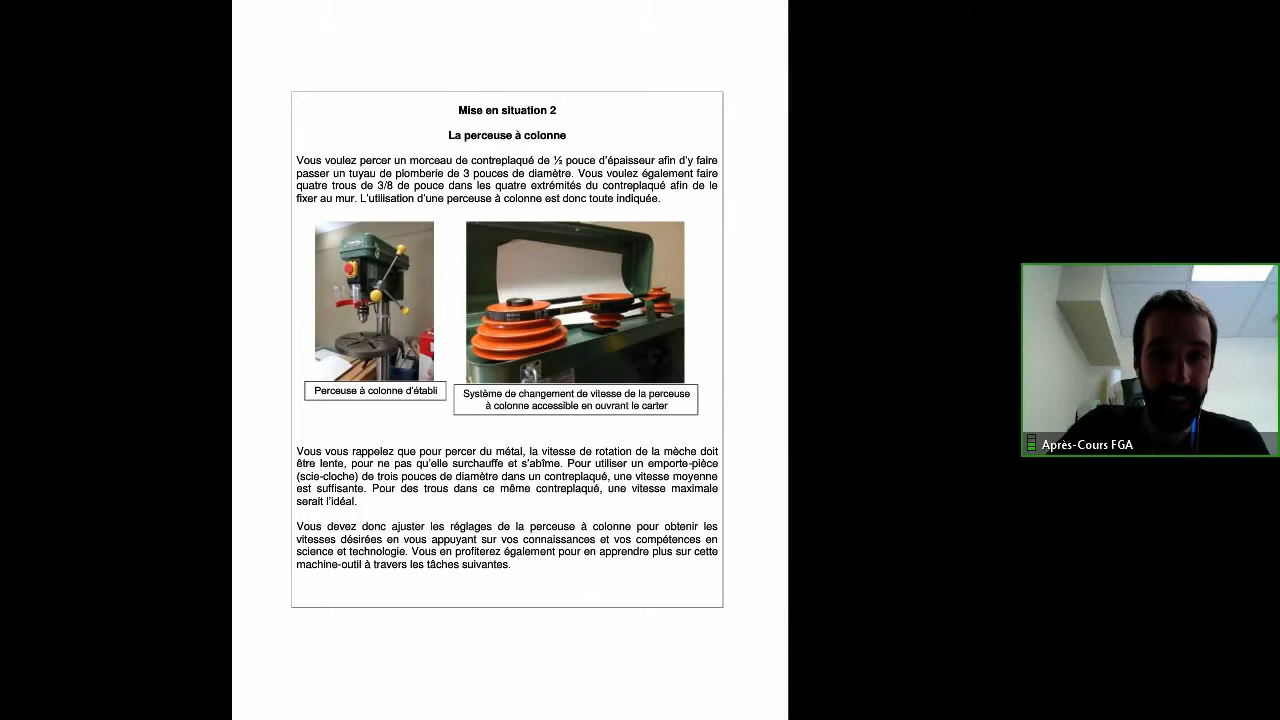 Mise en situation 2
La perceuse à colonne
Vous voulez percer un morceau de contreplaqué de ½ pouce d'épaisseur afin d'y faire
passer un tuyau de plomberie de 3 pouces de diamètre. Vous voulez également faire
quatre trous de 3/8 de pouce dans les quatre extrémités du contreplaqué afin de le
fixer au mur. L'utilisation d'une perceuse à colonne est donc toute indiquée.
Perceuse à colonne d'établi
Système de changement de vitesse de la perceuse
à colonne accessible en ouvrant le carter
Vous vous rappelez que pour percer du métal, la vitesse de rotation de la mèche doit
être lente, pour ne pas qu'elle surchauffe et s'abîme. Pour utiliser un emporte-pièce
(scie-cloche) de trois pouces de diamètre dans un contreplaqué, une vitesse moyenne
est suffisante. Pour des trous dans ce même contreplaqué, une vitesse maximale
serait l'idéal.
Vous devez donc ajuster les réglages de la perceuse à colonne pour obtenir les
vitesses désirées en vous appuyant sur vos connaissances et vos compétences en
science et technologie. Vous en profiterez également pour en apprendre plus sur cette
machine-outil à travers les tâches suivantes.
Après-Cours FGA